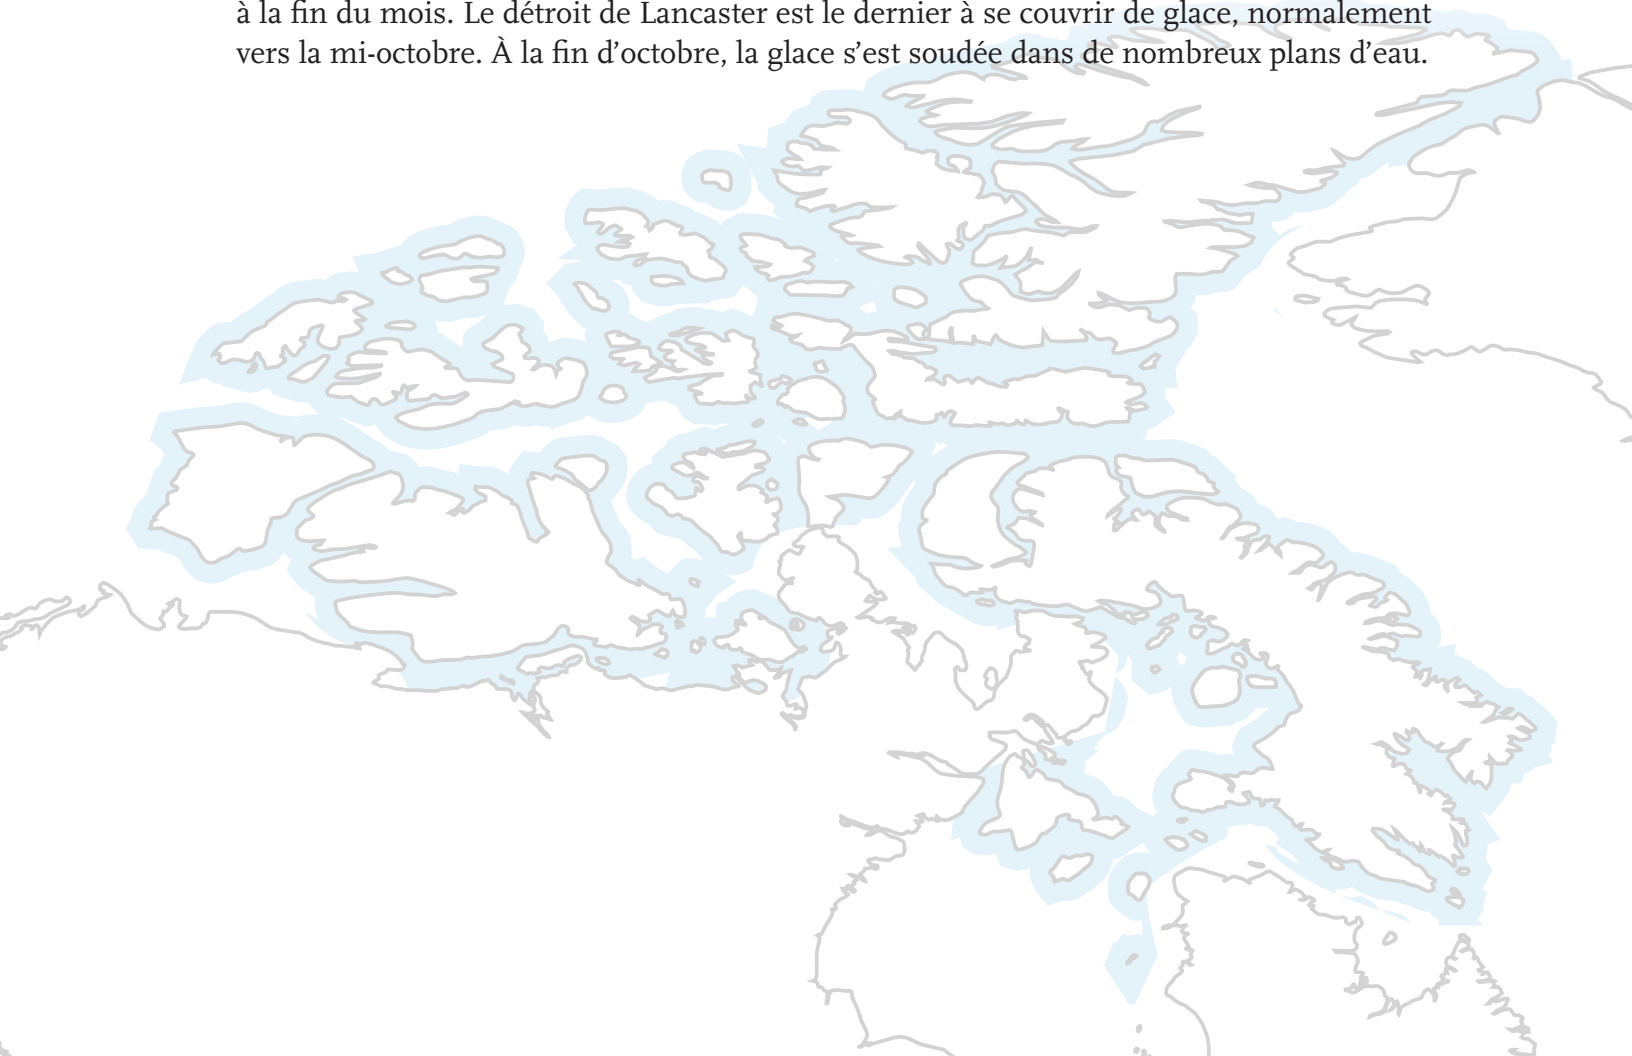 à la fin du mois. Le détroit de Lancaster est le dernier à se couvrir de glace, normalement
vers la mi-octobre. À la fin d’octobre, la glace s’est soudée dans de nombreux plans d’eau.